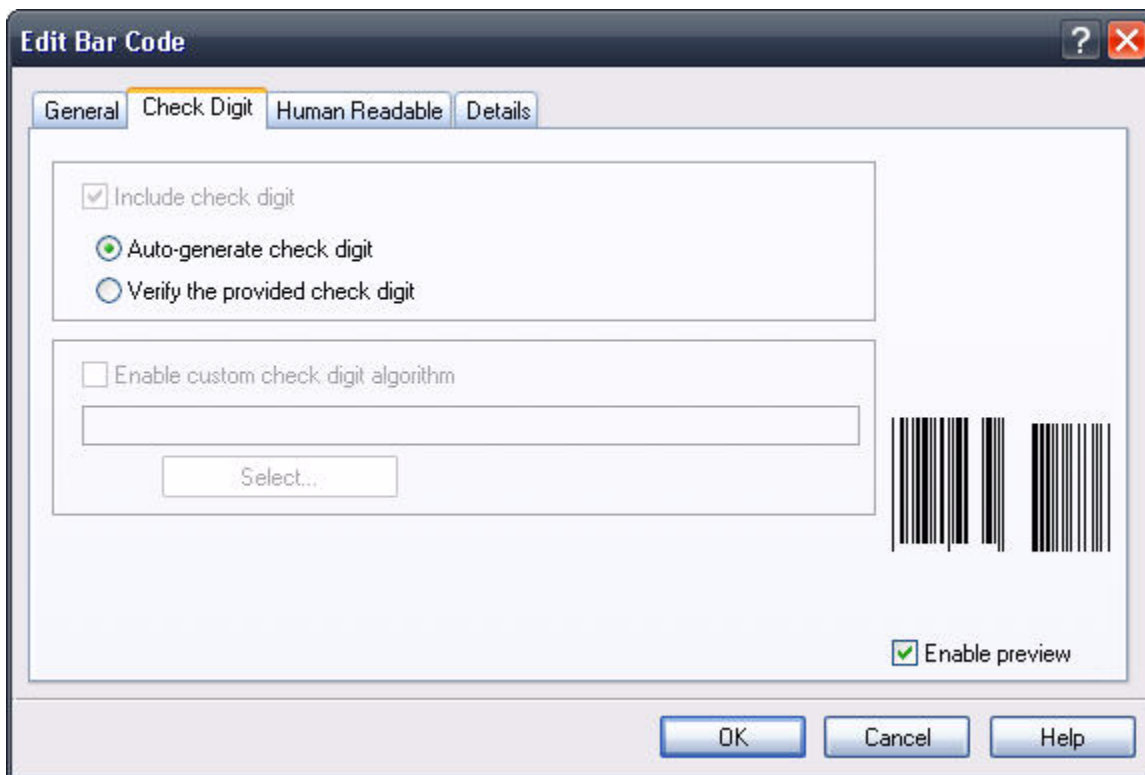 Edit Bar Code
?
General Check Digit Human Readable Details
Include check digit
Auto-generate check digit
Verify the provided check digit
Enable custom check digit algorithm
Select...
Enable preview
OK Cancel Help